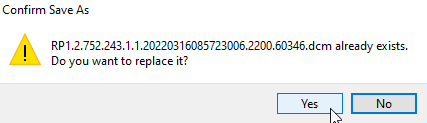 Confirm Save As
RP1.2.752.243.1.1.20220316085723006.2200.60346.dcm already exists.
Do you want to replace it?
Yes
No